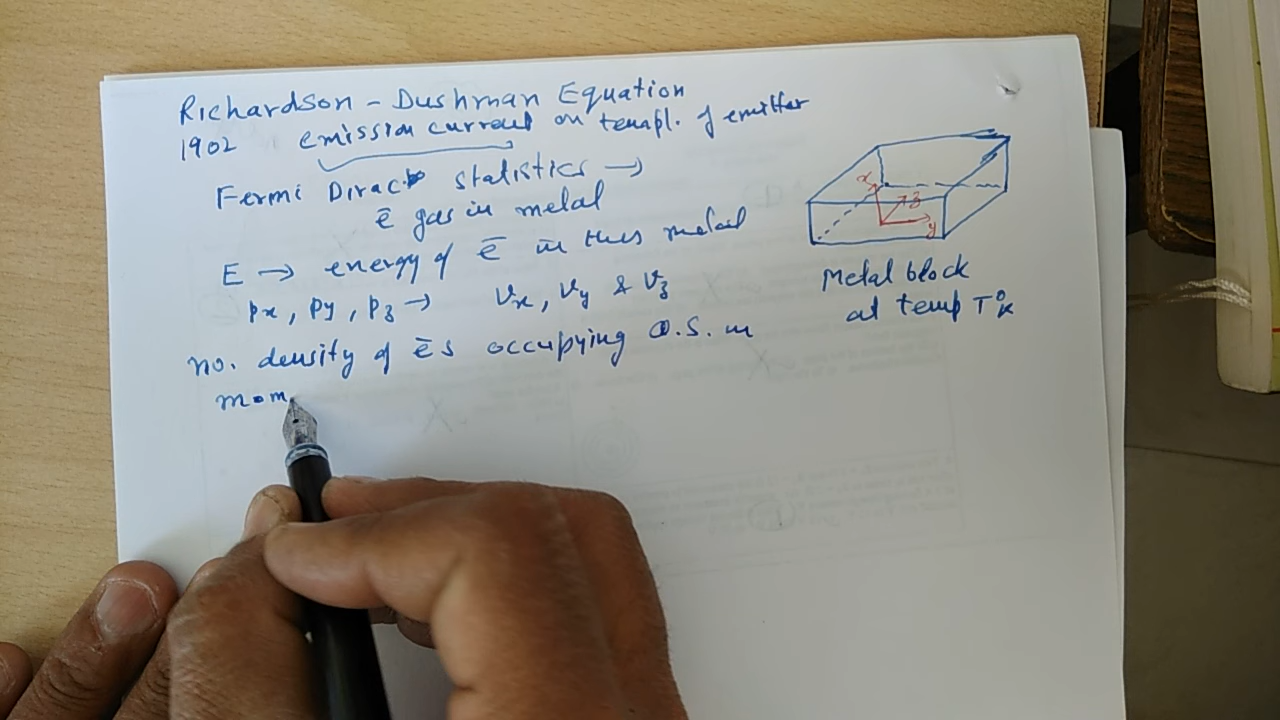 Richardson - Dushman Equation
1902 emission current on templ. of emitter
Fermi Dirac statistics →
ē gas in metal
E → energy of ē in this metal
px, py, pz → vx, vy & vz
no. density of ēs occupying Q.S. in
mom
x
z
y
Metal block
at temp T°K